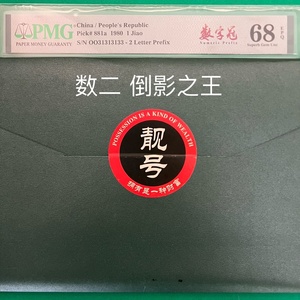 PMG
PAPER MONEY GUARANTY
China / People's Republic
Pick# 881a 1980 1 Jiao
S/N OO31313133 - 2 Letter Prefix
数字冠
Numeric Prefix
68 EPQ
Superb Gem Unc
数二 倒影之王
POSSESSION IS A KIND OF WEALTH
靓号
拥有是一种财富